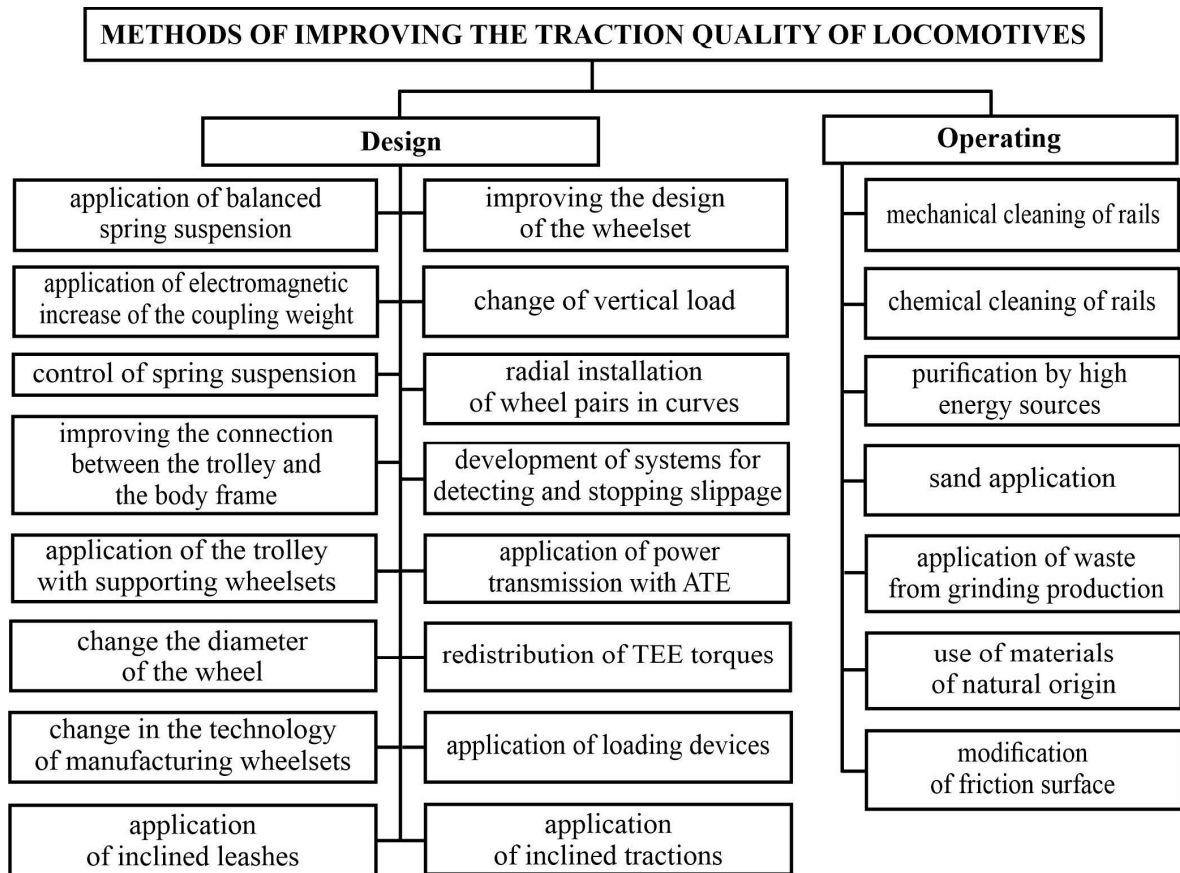 METHODS OF IMPROVING THE TRACTION QUALITY OF LOCOMOTIVES
Design
application of balanced
spring suspension
application of electromagnetic
increase of the coupling weight
control of spring suspension
improving the connection
between the trolley and
the body frame
application of the trolley
with supporting wheelsets
change the diameter
of the wheel
change in the technology
of manufacturing wheelsets
application
of inclined leashes
improving the design
of the wheelset
change of vertical load
radial installation
of wheel pairs in curves
development of systems for
detecting and stopping slippage
application of power
transmission with ATE
redistribution of TEE torques
application of loading devices
application
of inclined tractions
Operating
mechanical cleaning of rails
chemical cleaning of rails
purification by high
energy sources
sand application
application of waste
from grinding production
use of materials
of natural origin
modification
of friction surface